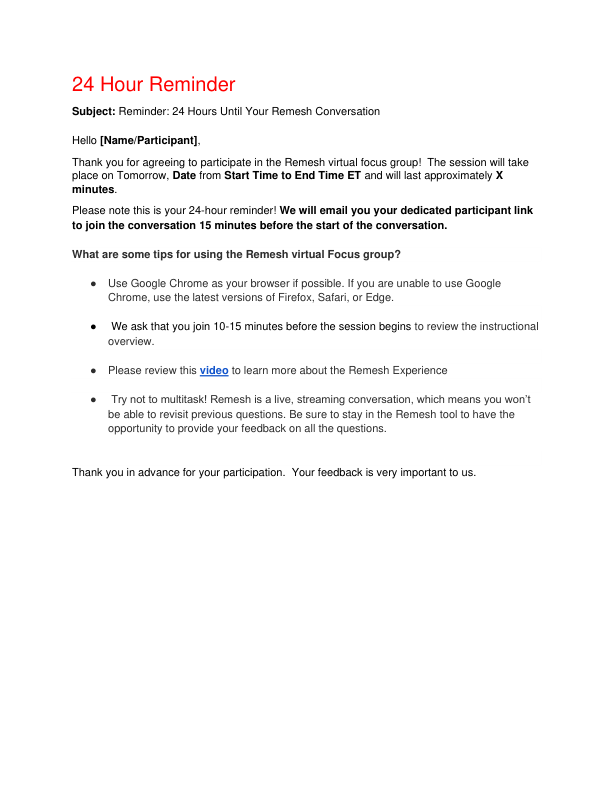 24 Hour Reminder
Subject: Reminder: 24 Hours Until Your Remesh Conversation
Hello [Name/Participant],
Thank you for agreeing to participate in the Remesh virtual focus group!  The session will take
place on Tomorrow, Date from Start Time to End Time ET and will last approximately X
minutes.
Please note this is your 24-hour reminder! We will email you your dedicated participant link
to join the conversation 15 minutes before the start of the conversation.
What are some tips for using the Remesh virtual Focus group?
● Use Google Chrome as your browser if possible. If you are unable to use Google
Chrome, use the latest versions of Firefox, Safari, or Edge.
● We ask that you join 10-15 minutes before the session begins to review the instructional
overview.
● Please review this video to learn more about the Remesh Experience
● Try not to multitask! Remesh is a live, streaming conversation, which means you won’t
be able to revisit previous questions. Be sure to stay in the Remesh tool to have the
opportunity to provide your feedback on all the questions.
Thank you in advance for your participation.  Your feedback is very important to us.